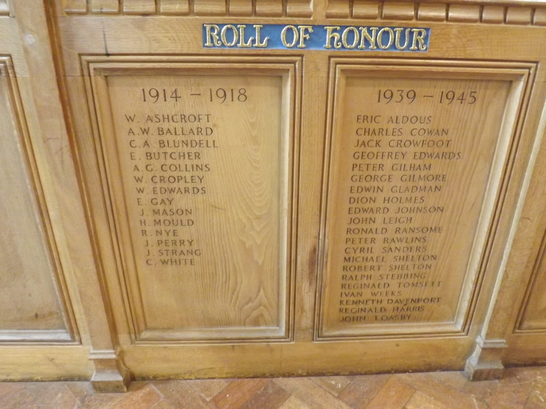 ROLL OF HONOUR
1914 – 1918
W. ASHCROFT
A.W. BALLARD
C.A. BLUNDELL
E. BUTCHER
A.G. COLLINS
W. CROPLEY
W. EDWARDS
E. GAY
J. MASON
H. MOULD
R. NYE
J. PERRY
J. STRANG
C. WHITE
1939 – 1945
ERIC ALDOUS
CHARLES COWAN
JACK CROWFOOT
GEOFFREY EDWARDS
PETER GILHAM
GEORGE GILMORE
EDWIN GLADMAN
DION HOLMES
EDWARD JOHNSON
JOHN LEIGH
RONALD RANSOME
PETER RAWLINS
CYRIL SANDERS
MICHAEL SHELTON
ROBERT SHELTON
RALPH STEBBING
REGINALD TOMSETT
IVAN WEEKS
KENNETH DAVENPORT
REGINALD HARRIS
JOHN LOASBY